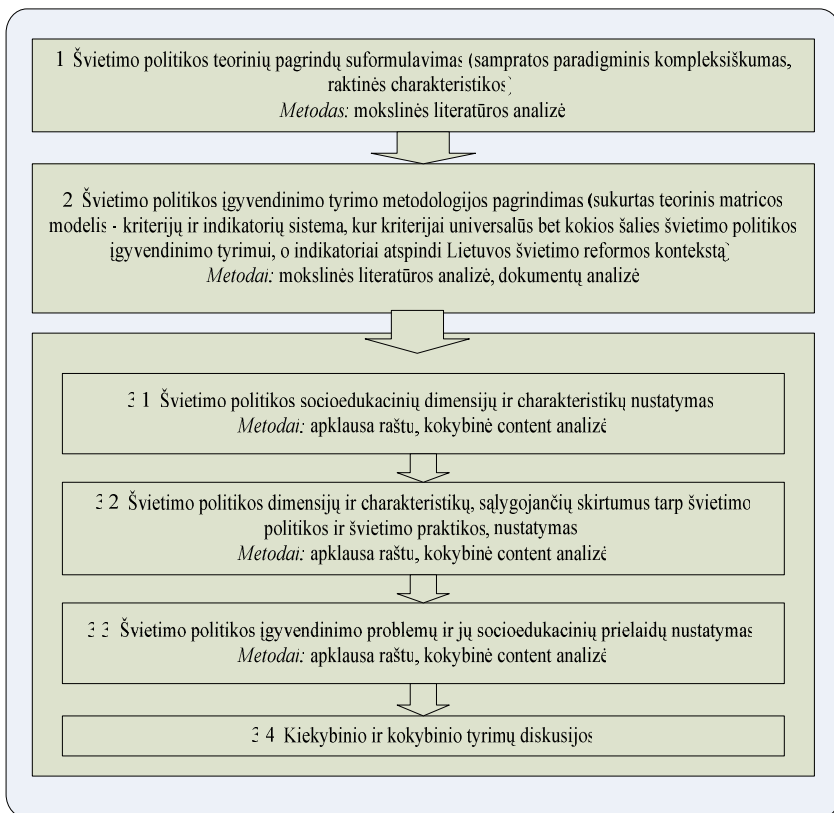 1 Švietimo politikos teorinių pagrindų suformulavimas (sampratos paradigminis kompleksiškumas,
raktinės charakteristikos)
Metodas: mokslinės literatūros analizė
2 Švietimo politikos įgyvendinimo tyrimo metodologijos pagrindimas (sukurtas teorinis matricos
modelis - kriterijų ir indikatorių sistema, kur kriterijai universalūs bet kokios šalies švietimo politikos
įgyvendinimo tyrimui, o indikatoriai atspindi Lietuvos švietimo reformos kontekstą)
Metodai: mokslinės literatūros analizė, dokumentų analizė
3 1 Švietimo politikos socioedukacinių dimensijų ir charakteristikų nustatymas
Metodai: apklausa raštu, kokybinė content analizė
3 2 Švietimo politikos dimensijų ir charakteristikų, sąlygojančių skirtumus tarp švietimo
politikos ir švietimo praktikos, nustatymas
Metodai: apklausa raštu, kokybinė content analizė
3 3 Švietimo politikos įgyvendinimo problemų ir jų socioedukacinių prielaidų nustatymas
Metodai: apklausa raštu, kokybinė content analizė
3 4 Kiekybinio ir kokybinio tyrimų diskusijos